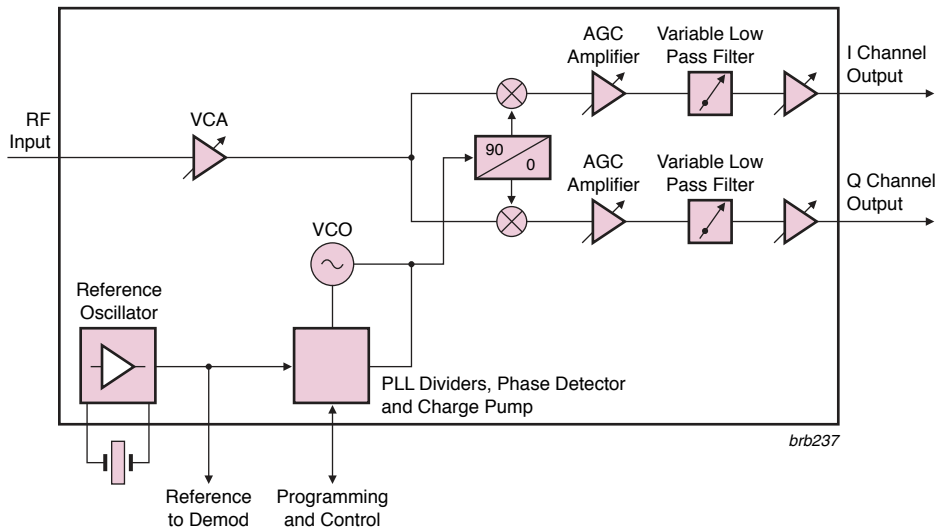 AGC
Amplifier
Variable Low
Pass Filter
I Channel
Output
RF
Input
VCA
90
0
AGC
Amplifier
Variable Low
Pass Filter
Q Channel
Output
VCO
Reference
Oscillator
PLL Dividers, Phase Detector
and Charge Pump
brb237
Reference
to Demod
Programming
and Control